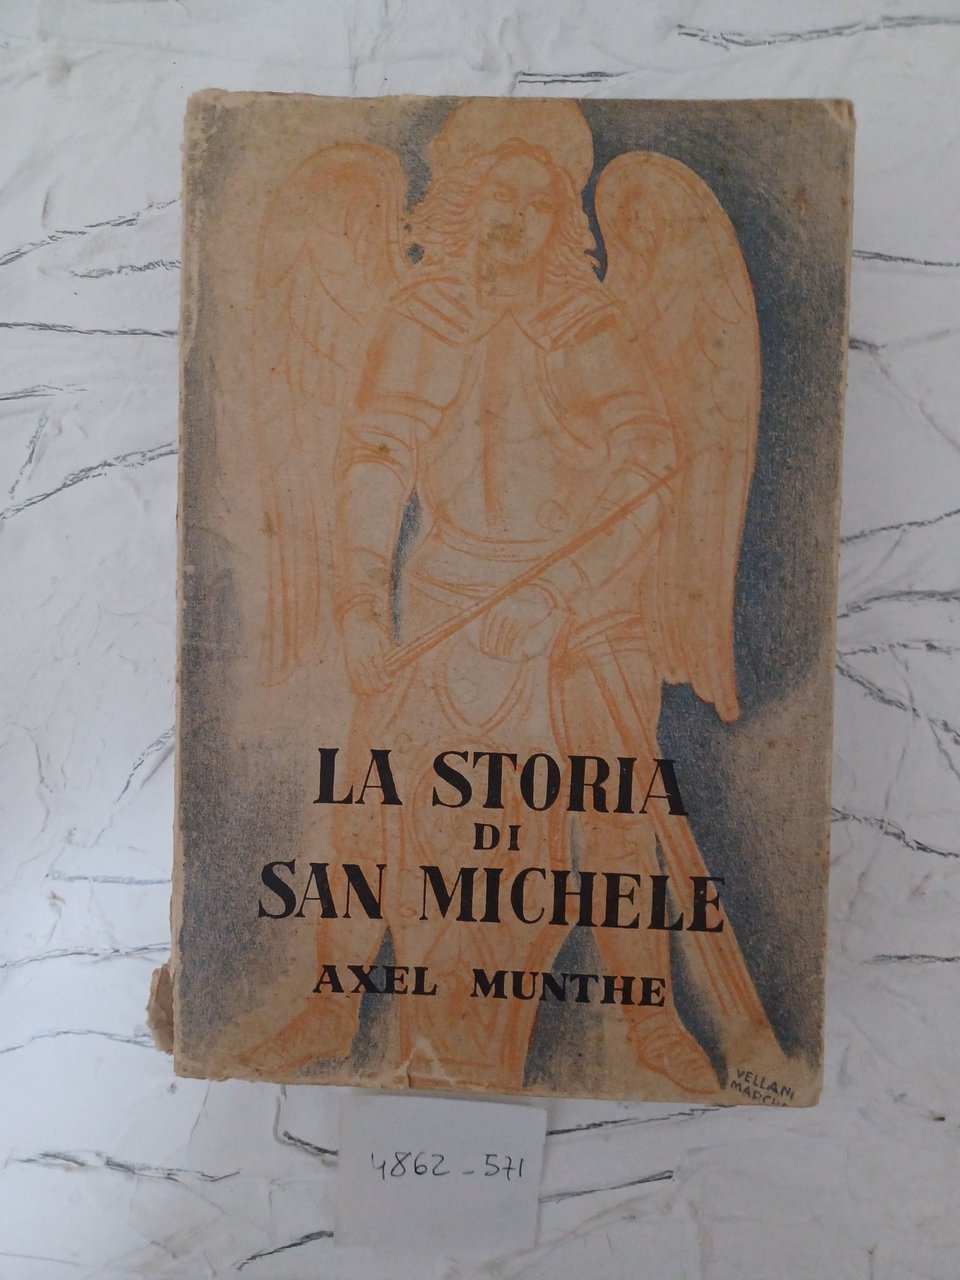 LA STORIA
DI
SAN MICHELE
AXEL MUNTHE
VELLANI
MARCHI
4862-571